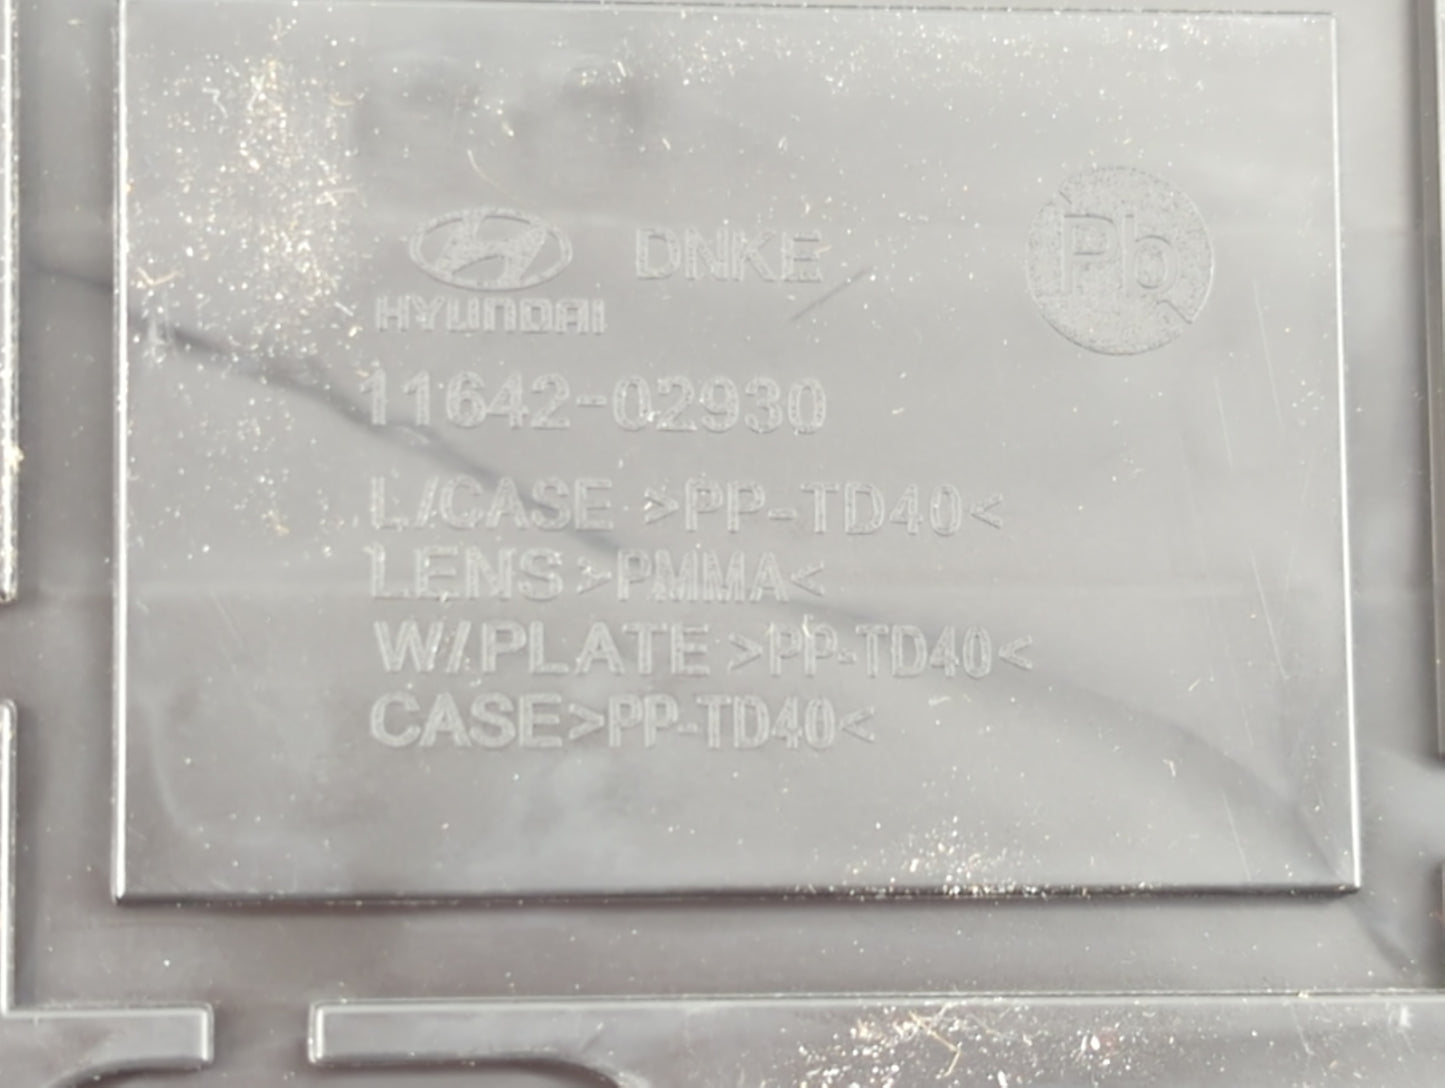 DNKE
Pb
HYUNDAI
11642-02930
L/CASE >PP-TD40<
LENS>PMMA<
W/PLATE >PP-TD40<
CASE>PP-TD40<